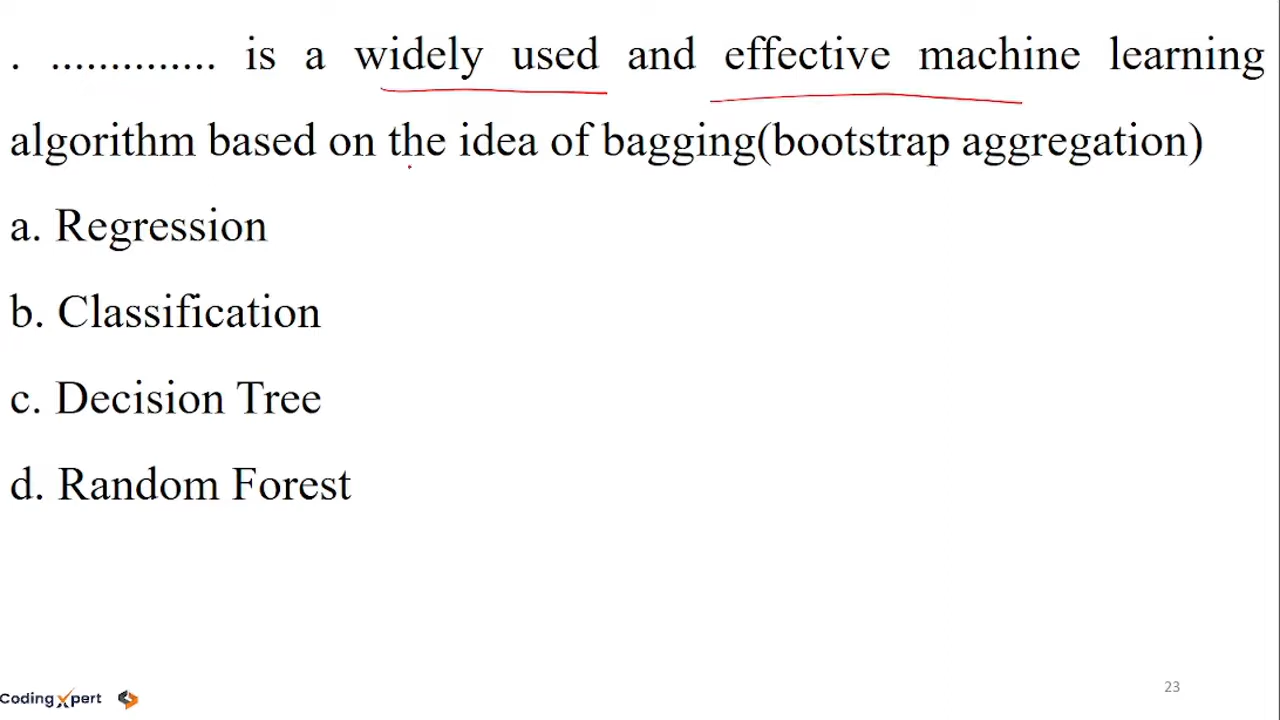 . .............. is a widely used and effective machine learning
algorithm based on the idea of bagging(bootstrap aggregation)
a. Regression
b. Classification
c. Decision Tree
d. Random Forest
23
Coding Xpert